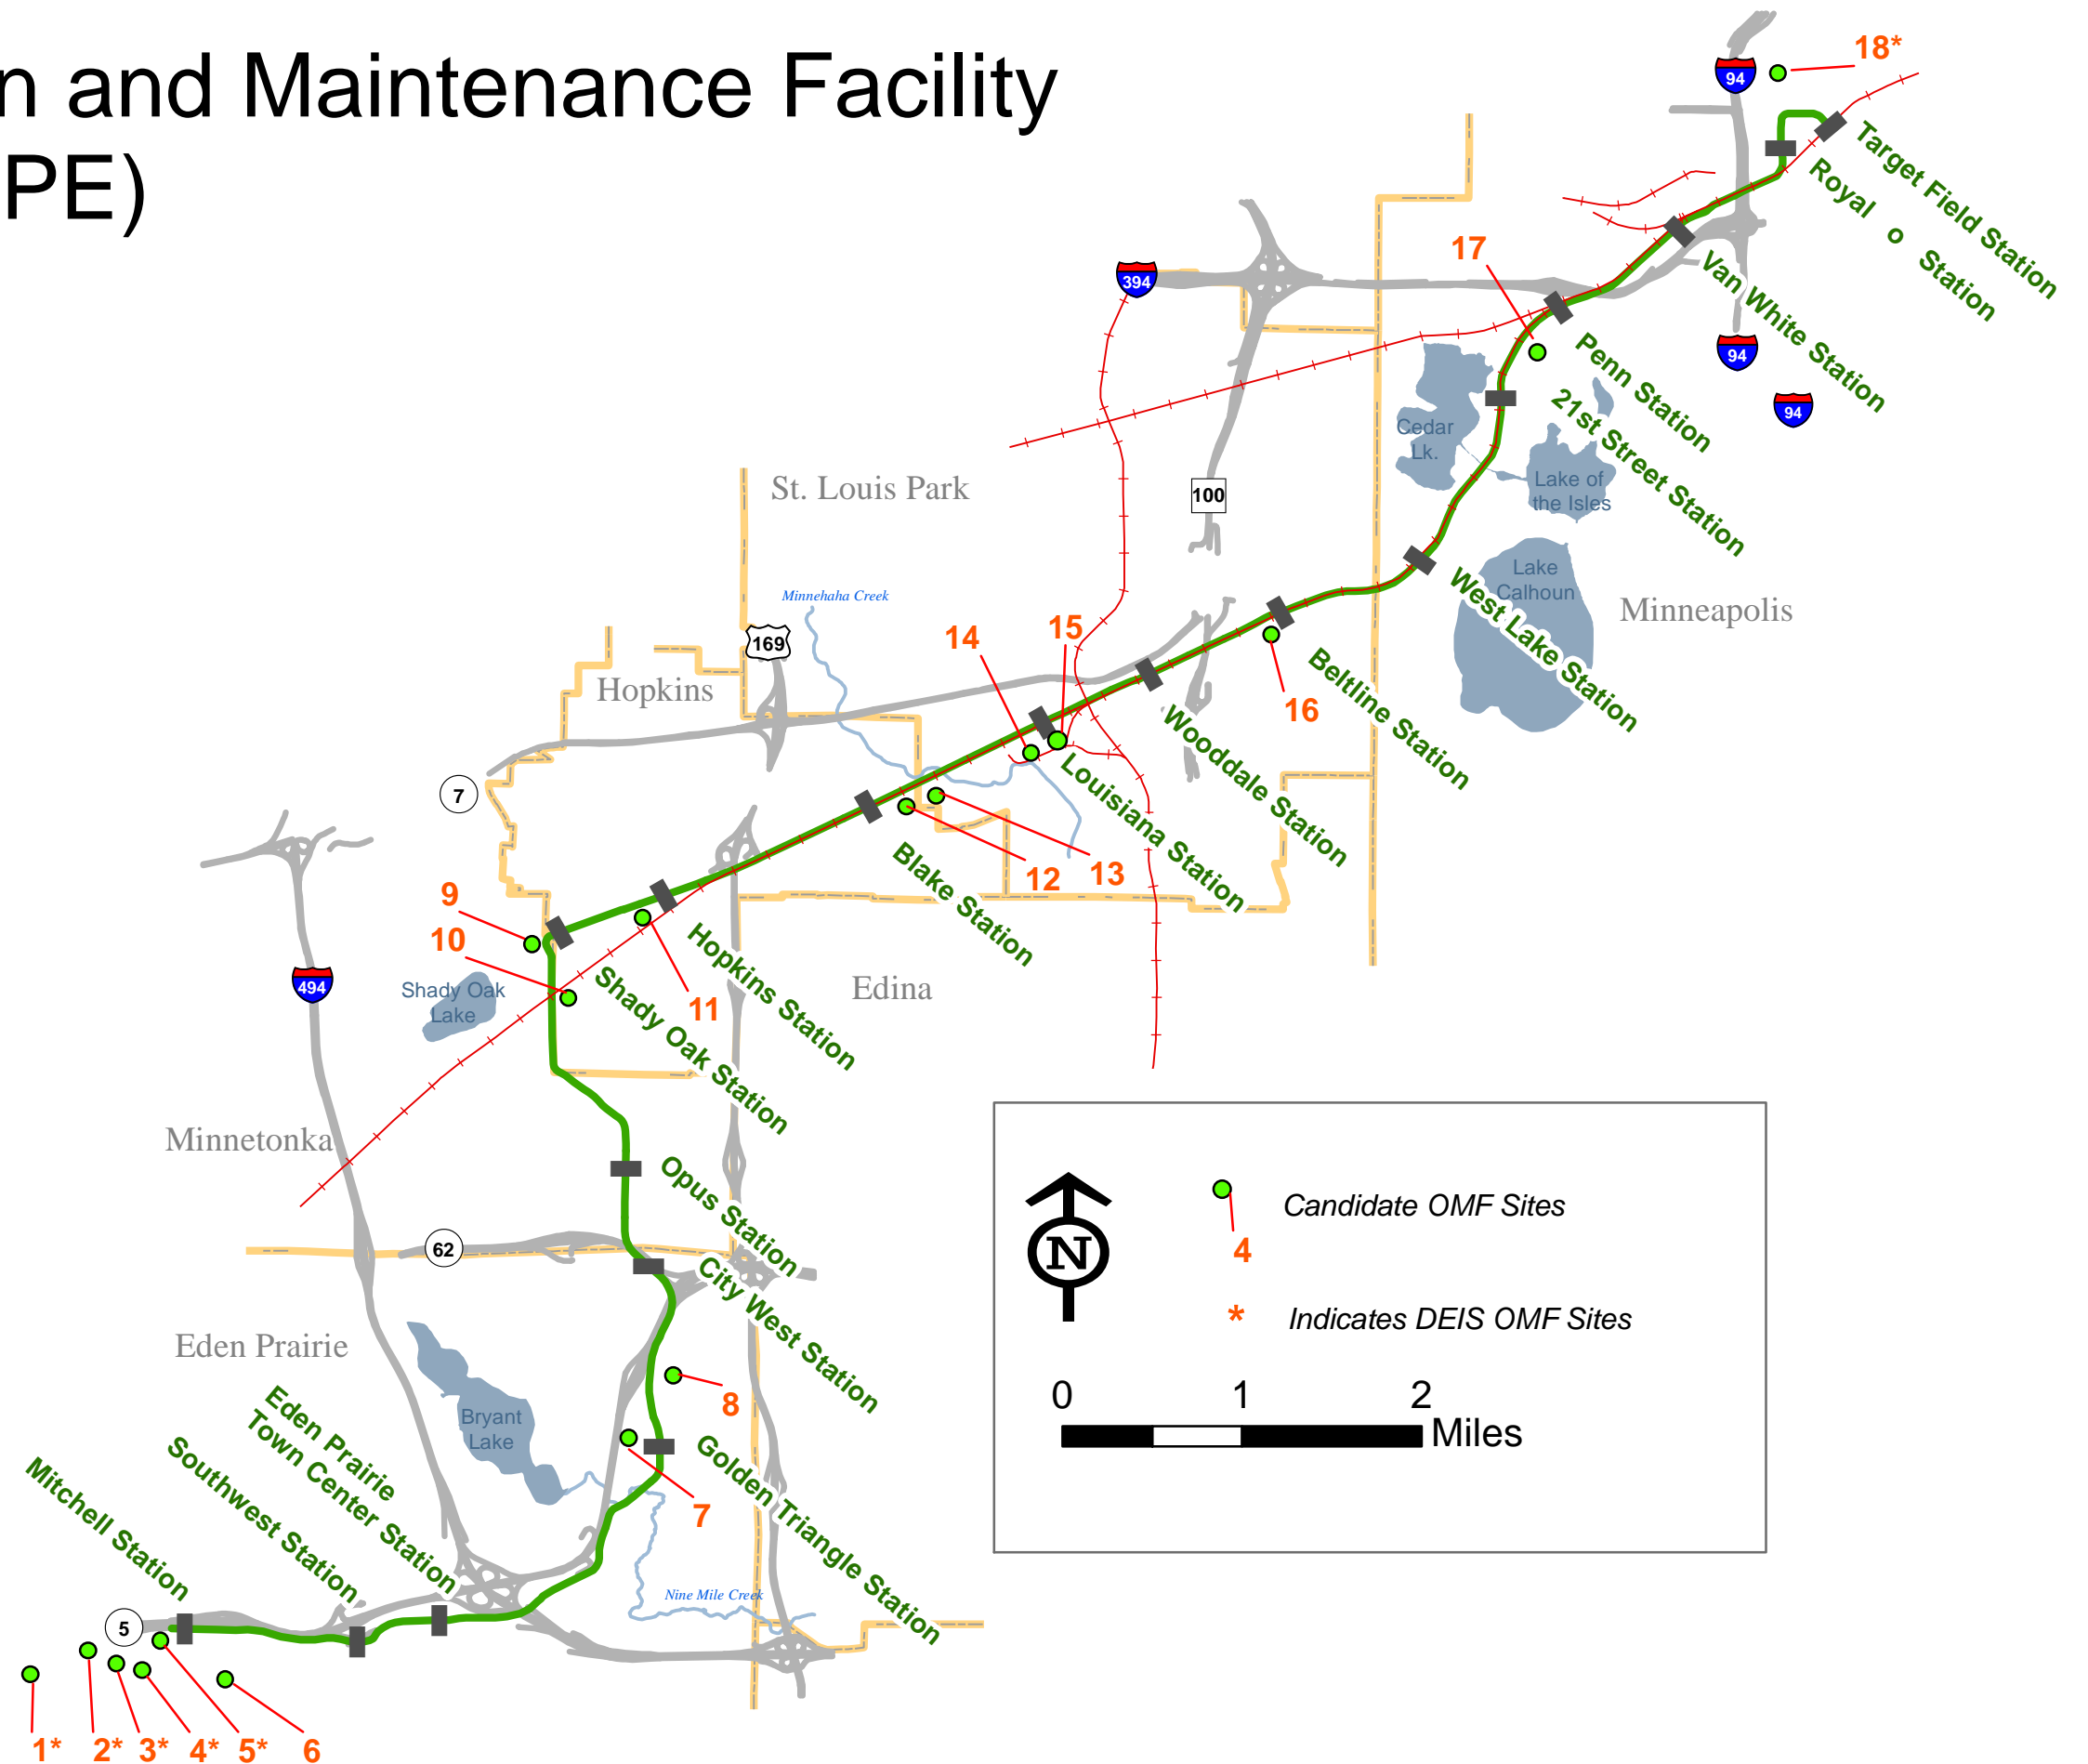 n and Maintenance Facility
PE)
18*
94
Target Field Station
Royal o Station
Van White Station
17
394
94
Penn Station
94
21st Street Station
Cedar
Lk.
Lake of
the Isles
St. Louis Park
100
Lake
Calhoun
West Lake Station
Minneapolis
Minnehaha Creek
14
15
169
Hopkins
16
Beltline Station
Wooddale Station
7
Louisiana Station
12
13
Blake Station
9
10
Hopkins Station
11
Edina
494
Shady Oak
Lake
Shady Oak Station
Minnetonka
Opus Station
62
City West Station
Eden Prairie
8
Bryant
Lake
Golden Triangle Station
7
Eden Prairie
Town Center Station
Southwest Station
Mitchell Station
Nine Mile Creek
5
1*
2*
3*
4*
5*
6
N
4
Candidate OMF Sites
*
Indicates DEIS OMF Sites
0 1 2
Miles